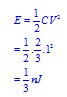 E = 1/2 CV²
= 1/2 . 2/3 . 1²
= 1/3 nJ